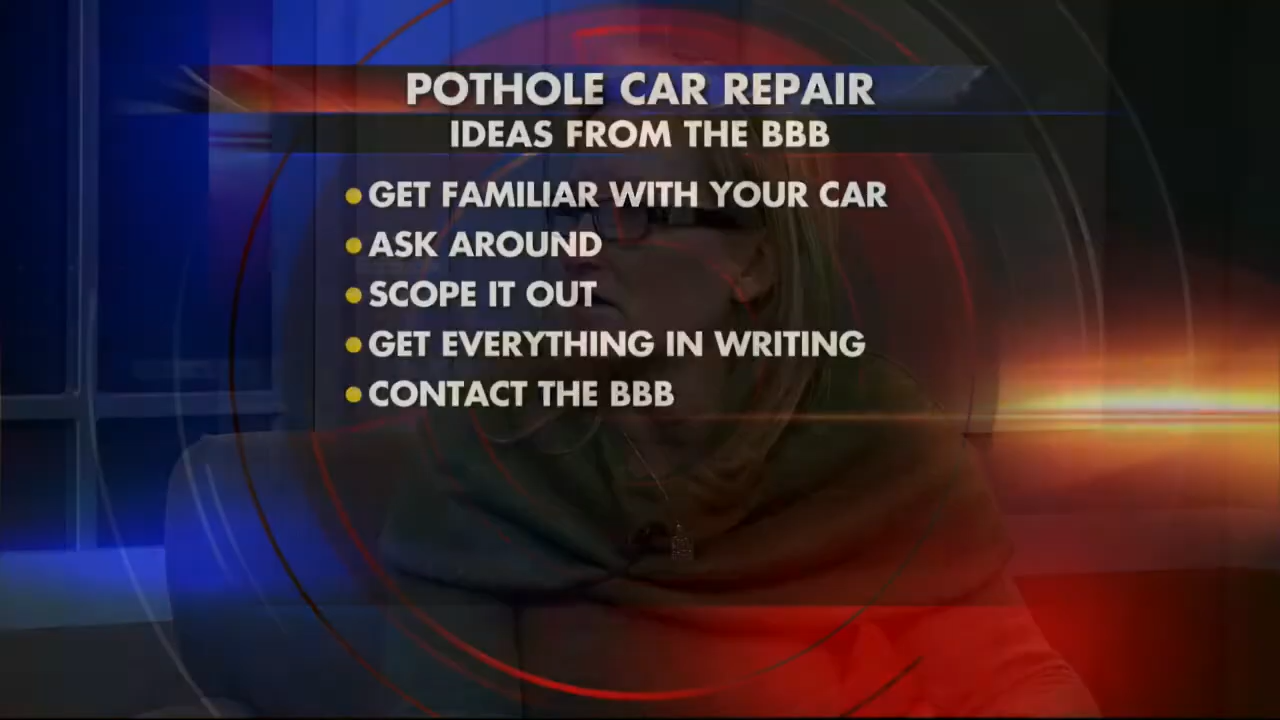 POTHOLE CAR REPAIR
IDEAS FROM THE BBB
GET FAMILIAR WITH YOUR CAR
ASK AROUND
SCOPE IT OUT
GET EVERYTHING IN WRITING
CONTACT THE BBB